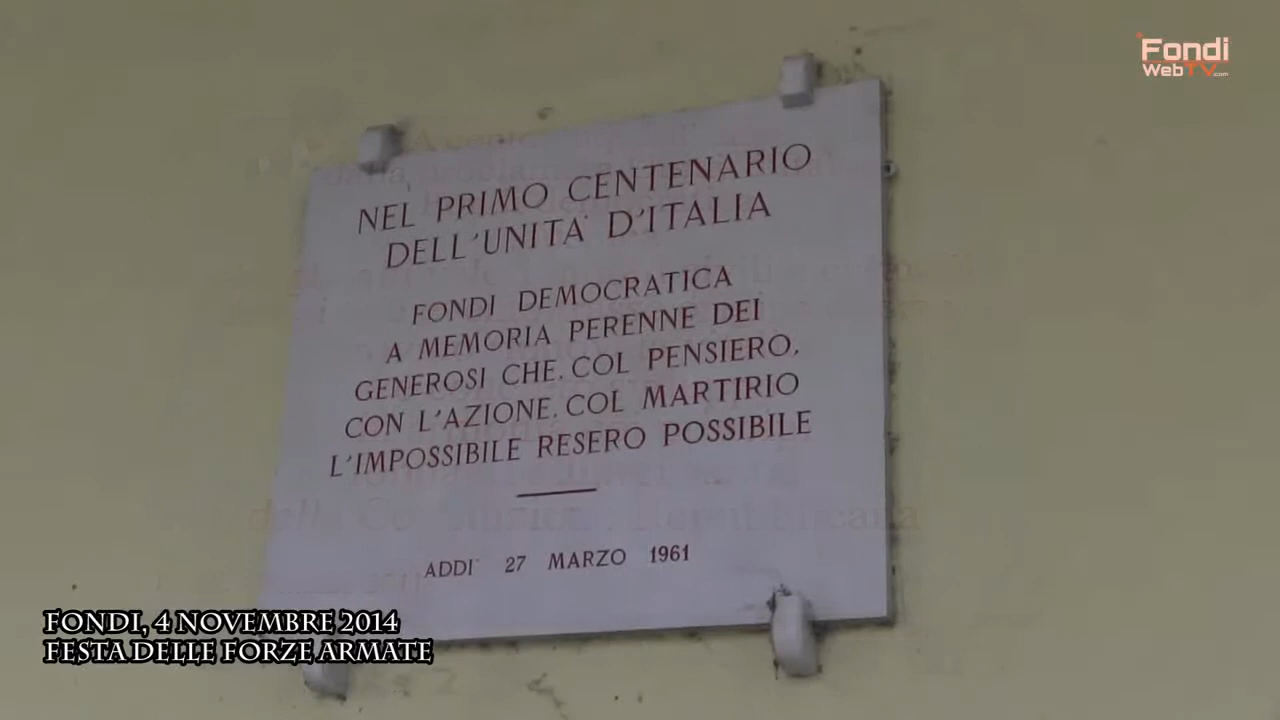 Fondi
WebTV.com
NEL PRIMO CENTENARIO
DELL'UNITA' D'ITALIA
FONDI DEMOCRATICA
A MEMORIA PERENNE DEI
GENEROSI CHE, COL PENSIERO,
CON L'AZIONE, COL MARTIRIO
L'IMPOSSIBILE RESERO POSSIBILE
ADDI' 27 MARZO 1961
FONDI, 4 NOVEMBRE 2014
FESTA DELLE FORZE ARMATE